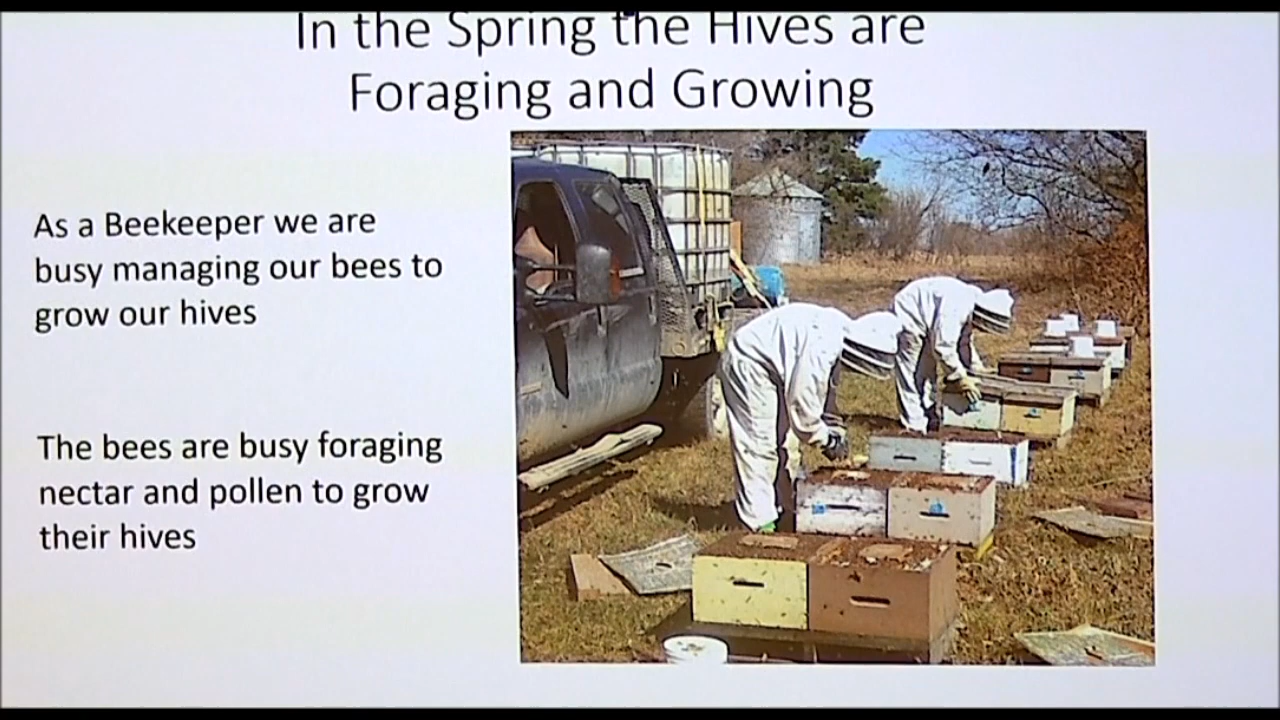 In the Spring the Hives are
Foraging and Growing
As a Beekeeper we are
busy managing our bees to
grow our hives
The bees are busy foraging
nectar and pollen to grow
their hives